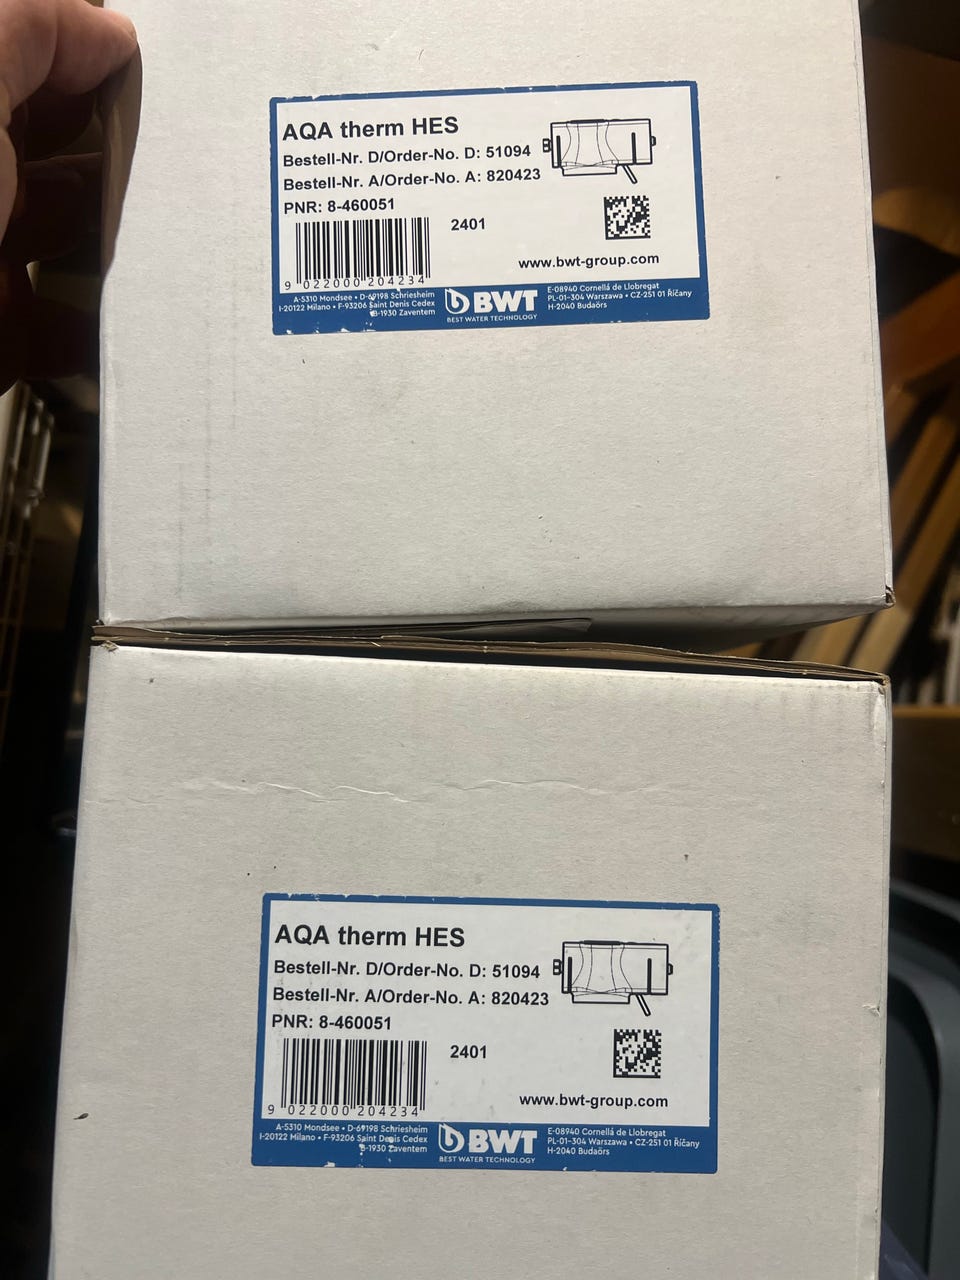 AQA therm HES
Bestell-Nr. D/Order-No. D: 51094
Bestell-Nr. A/Order-No. A: 820423
PNR: 8-460051
2401
9 022000 204234
www.bwt-group.com
A-5310 Mondsee • D-69198 Schriesheim
I-20122 Milano • F-93206 Saint Denis Cedex
B-1930 Zaventem
BWT
BEST WATER TECHNOLOGY
E-08940 Cornellá de Llobregat
PL-01-304 Warszawa • CZ-251 01 Říčany
H-2040 Budaörs
AQA therm HES
Bestell-Nr. D/Order-No. D: 51094
Bestell-Nr. A/Order-No. A: 820423
PNR: 8-460051
2401
9 022000 204234
www.bwt-group.com
A-5310 Mondsee • D-69198 Schriesheim
I-20122 Milano • F-93206 Saint Denis Cedex
B-1930 Zaventem
BWT
BEST WATER TECHNOLOGY
E-08940 Cornellá de Llobregat
PL-01-304 Warszawa • CZ-251 01 Říčany
H-2040 Budaörs